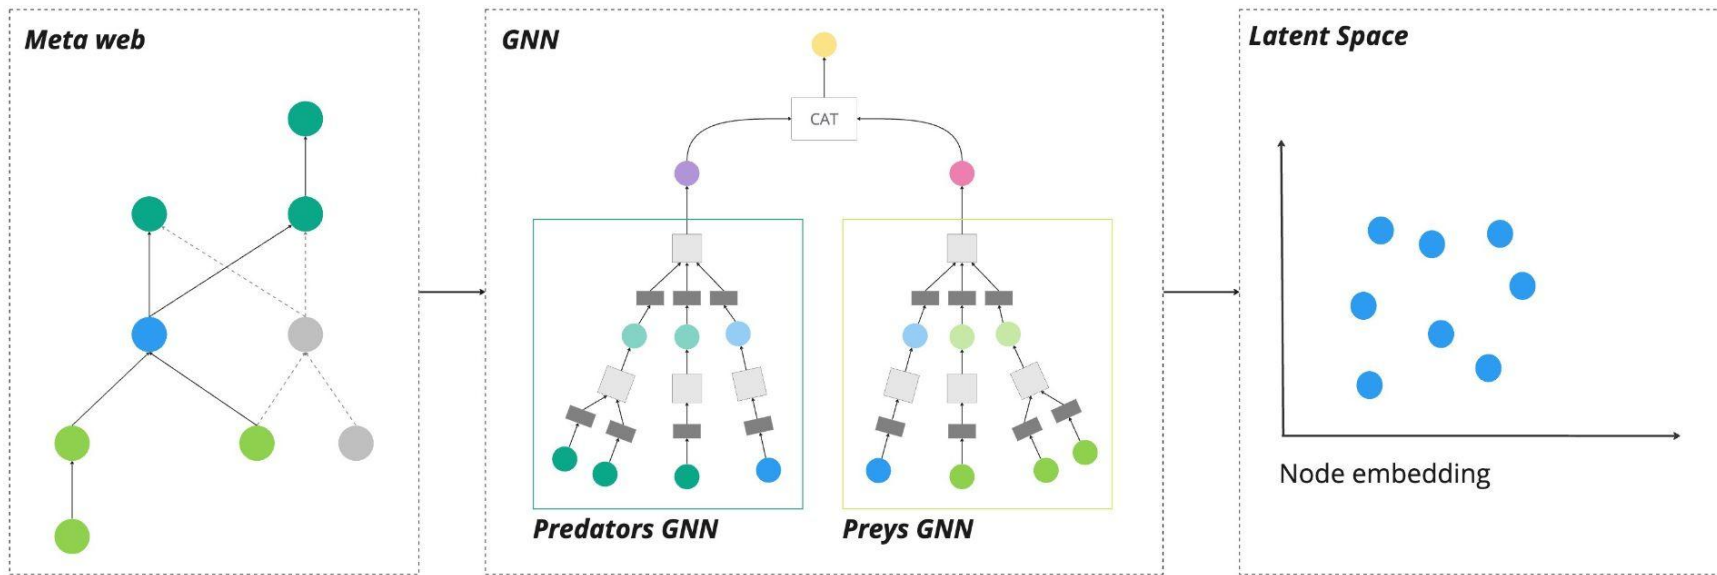 Meta web
GNN
CAT
Predators GNN
Preys GNN
Latent Space
Node embedding